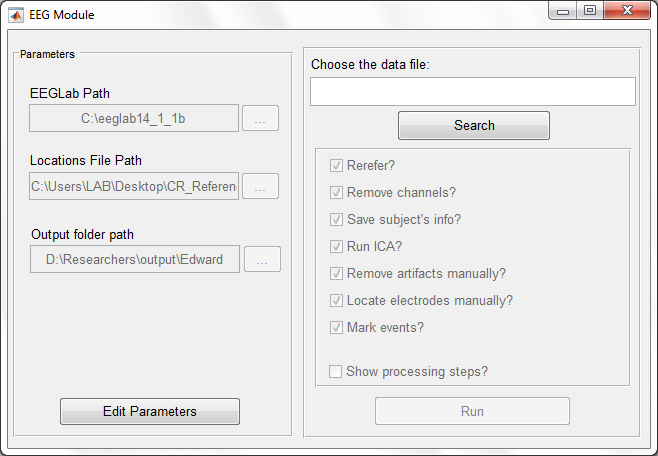 EEG Module
Parameters
EEGLab Path
C:\eeglab14_1_1b
...
Locations File Path
C:\Users\LAB\Desktop\CR_Referen
...
Output folder path
D:\Researchers\output\Edward
...
Edit Parameters
Choose the data file:
Search
Rerefer?
Remove channels?
Save subject's info?
Run ICA?
Remove artifacts manually?
Locate electrodes manually?
Mark events?
Show processing steps?
Run